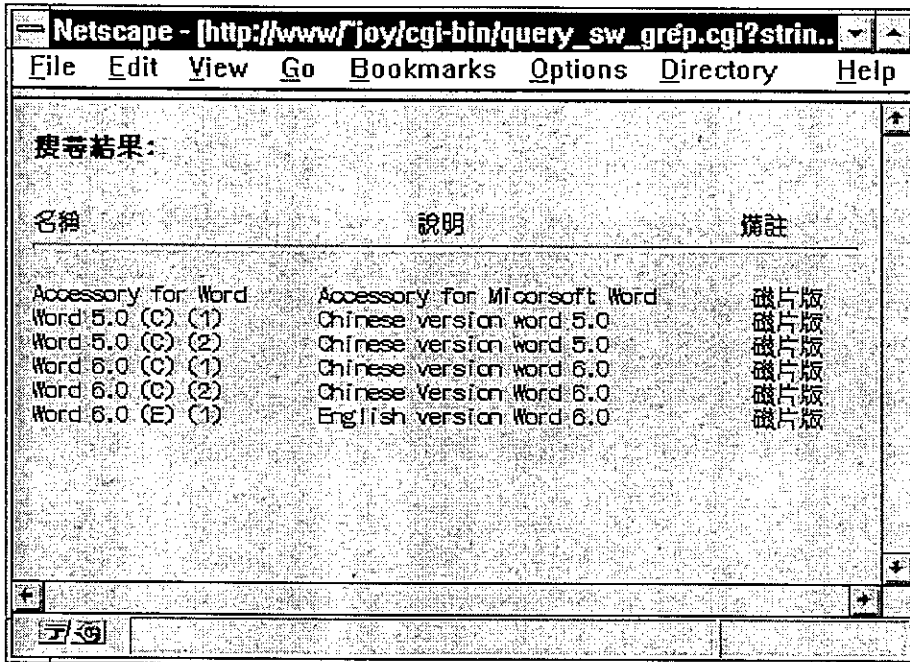 Netscape - [http://www/~joy/cgi-bin/query_sw_grep.cgi?strin..
File Edit View Go Bookmarks Options Directory Help
搜尋結果:
名稱 說明 備註
Accessory for Word Accessory for Micorsoft Word 磁片版
Word 5.0 (C) (1) Chinese version word 5.0 磁片版
Word 5.0 (C) (2) Chinese version word 5.0 磁片版
Word 6.0 (C) (1) Chinese Version Word 6.0 磁片版
Word 6.0 (C) (2) Chinese Version Word 6.0 磁片版
Word 6.0 (E) (1) English version Word 6.0 磁片版